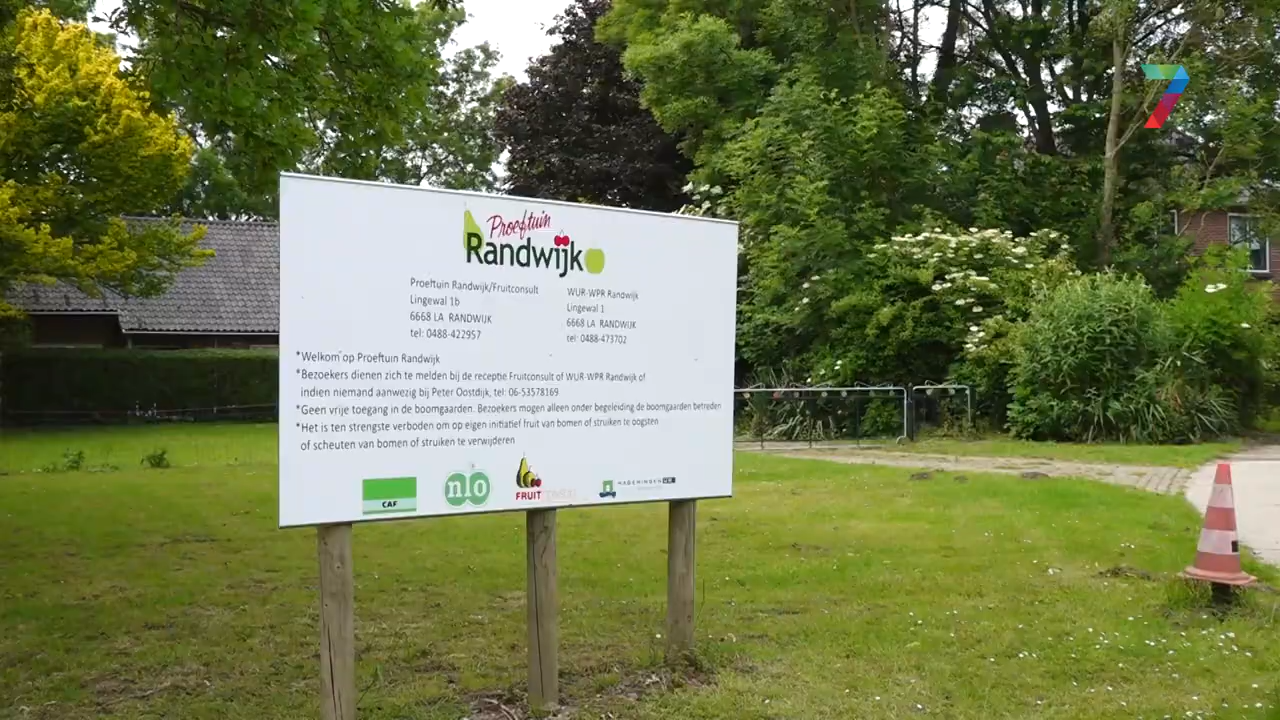 7
Proeftuin
Randwijk
Proeftuin Randwijk/Fruitconsult
Lingewal 1b
6668 LA RANDWIJK
tel: 0488-422957
WUR-WPR Randwijk
Lingewal 1
6668 LA RANDWIJK
tel: 0488-473702
*Welkom op Proeftuin Randwijk
*Bezoekers dienen zich te melden bij de receptie Fruitconsult of WUR-WPR Randwijk of
indien niemand aanwezig bij Peter Oostdijk, tel: 06-53578169
*Geen vrije toegang in de boomgaarden. Bezoekers mogen alleen onder begeleiding de boomgaarden betreden
*Het is ten strengste verboden om op eigen initiatief fruit van bomen of struiken te oogsten
of scheuten van bomen of struiken te verwijderen
CAF
nlo
FRUIT
WAGENINGEN UR